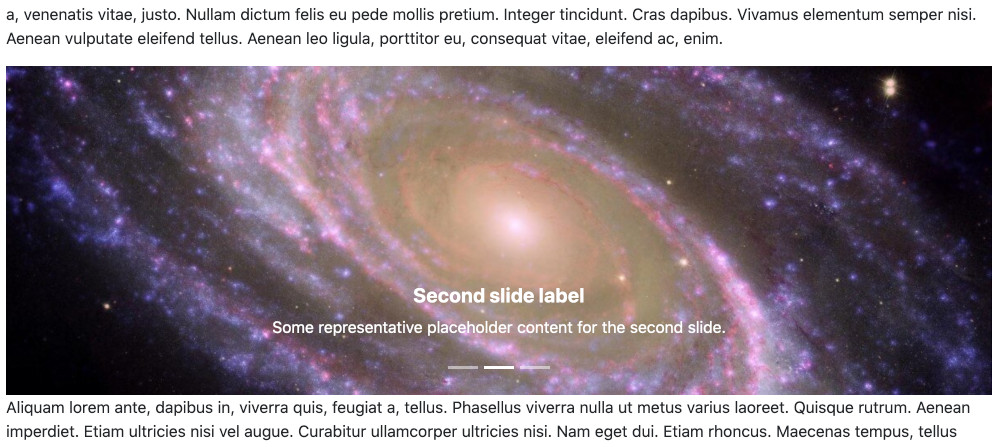 a, venenatis vitae, justo. Nullam dictum felis eu pede mollis pretium. Integer tincidunt. Cras dapibus. Vivamus elementum semper nisi.
Aenean vulputate eleifend tellus. Aenean leo ligula, porttitor eu, consequat vitae, eleifend ac, enim.
Second slide label
Some representative placeholder content for the second slide.
Aliquam lorem ante, dapibus in, viverra quis, feugiat a, tellus. Phasellus viverra nulla ut metus varius laoreet. Quisque rutrum. Aenean
imperdiet. Etiam ultricies nisi vel augue. Curabitur ullamcorper ultricies nisi. Nam eget dui. Etiam rhoncus. Maecenas tempus, tellus